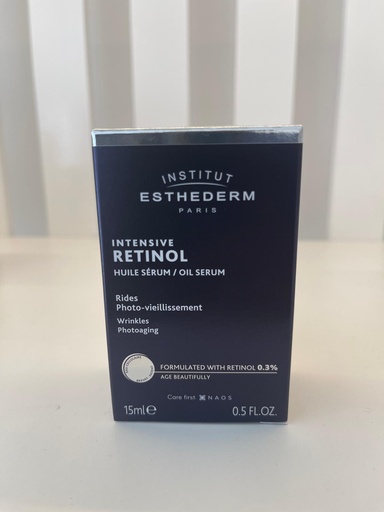 INSTITUT
ESTHEDERM
PARIS
INTENSIVE
RETINOL
HUILE SÉRUM / OIL SERUM
Rides
Photo-vieillissement
Wrinkles
Photoaging
FORMULATED WITH RETINOL 0.3%
AGE BEAUTIFULLY
Care first NAOS
15ml℮ 0.5 FL.OZ.